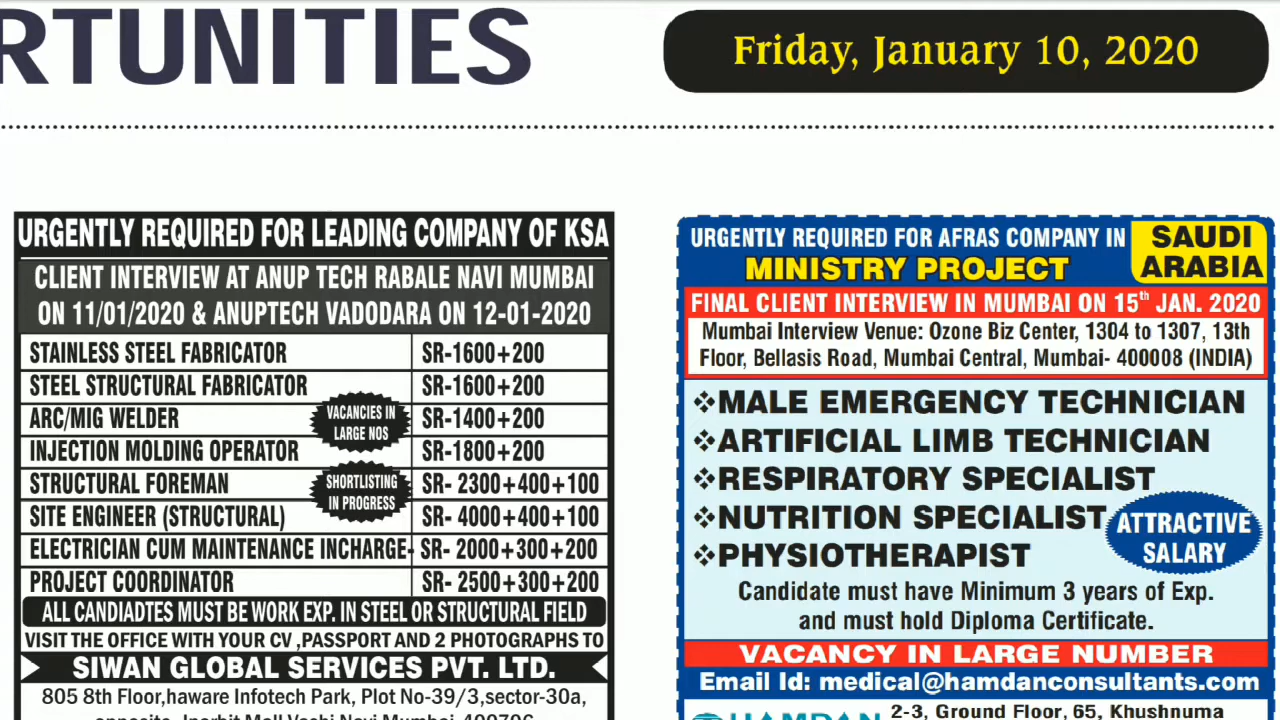 RTUNITIES
Friday, January 10, 2020
URGENTLY REQUIRED FOR LEADING COMPANY OF KSA
CLIENT INTERVIEW AT ANUP TECH RABALE NAVI MUMBAI
ON 11/01/2020 & ANUPTECH VADODARA ON 12-01-2020
STAINLESS STEEL FABRICATOR SR-1600+200
STEEL STRUCTURAL FABRICATOR SR-1600+200
ARC/MIG WELDER SR-1400+200
VACANCIES IN
LARGE NOS
INJECTION MOLDING OPERATOR SR-1800+200
STRUCTURAL FOREMAN SR- 2300+400+100
SHORTLISTING
IN PROGRESS
SITE ENGINEER (STRUCTURAL) SR- 4000+400+100
ELECTRICIAN CUM MAINTENANCE INCHARGE- SR- 2000+300+200
PROJECT COORDINATOR SR- 2500+300+200
ALL CANDIADTES MUST BE WORK EXP. IN STEEL OR STRUCTURAL FIELD
VISIT THE OFFICE WITH YOUR CV ,PASSPORT AND 2 PHOTOGRAPHS TO
SIWAN GLOBAL SERVICES PVT. LTD.
805 8th Floor,haware Infotech Park, Plot No-39/3,sector-30a,
opposite Inorbit Mall Vashi Navi Mumbai 400706
URGENTLY REQUIRED FOR AFRAS COMPANY IN
MINISTRY PROJECT
SAUDI
ARABIA
FINAL CLIENT INTERVIEW IN MUMBAI ON 15th JAN. 2020
Mumbai Interview Venue: Ozone Biz Center, 1304 to 1307, 13th
Floor, Bellasis Road, Mumbai Central, Mumbai- 400008 (INDIA)
❖MALE EMERGENCY TECHNICIAN
❖ARTIFICIAL LIMB TECHNICIAN
❖RESPIRATORY SPECIALIST
❖NUTRITION SPECIALIST
❖PHYSIOTHERAPIST
ATTRACTIVE
SALARY
Candidate must have Minimum 3 years of Exp.
and must hold Diploma Certificate.
VACANCY IN LARGE NUMBER
Email Id: medical@hamdanconsultants.com
HAMDAN
2-3, Ground Floor, 65, Khushnuma